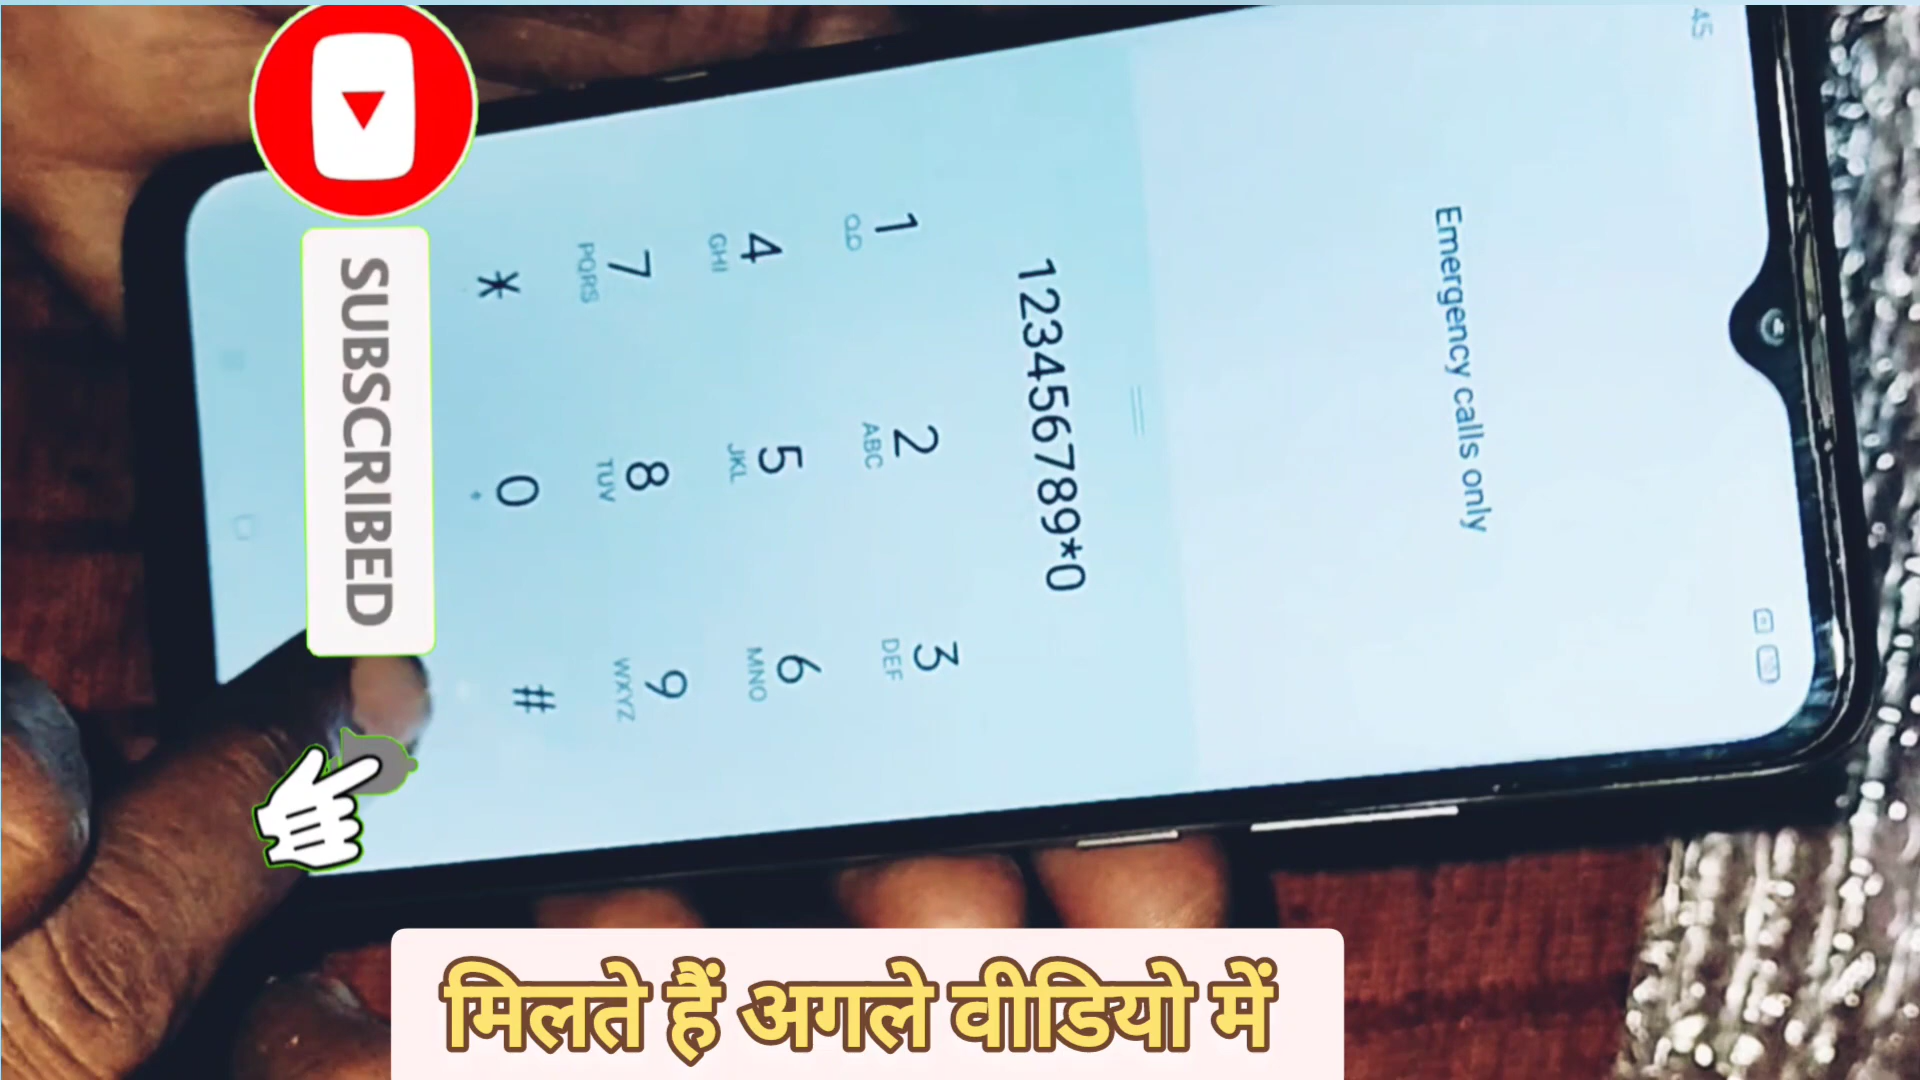 45
Emergency calls only
123456789*0
1
2 ABC
3 DEF
4 GHI
5 JKL
6 MNO
7 PQRS
8 TUV
9 WXYZ
*
0
#
SUBSCRIBED
मिलते हैं अगले वीडियो में